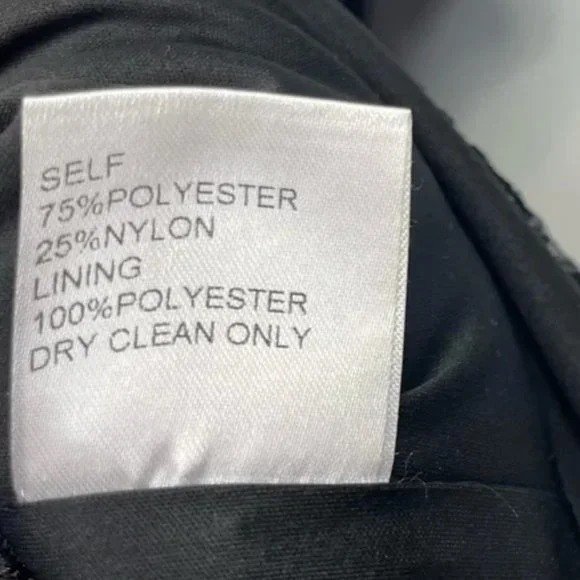 SELF
75%POLYESTER
25%NYLON
LINING
100%POLYESTER
DRY CLEAN ONLY